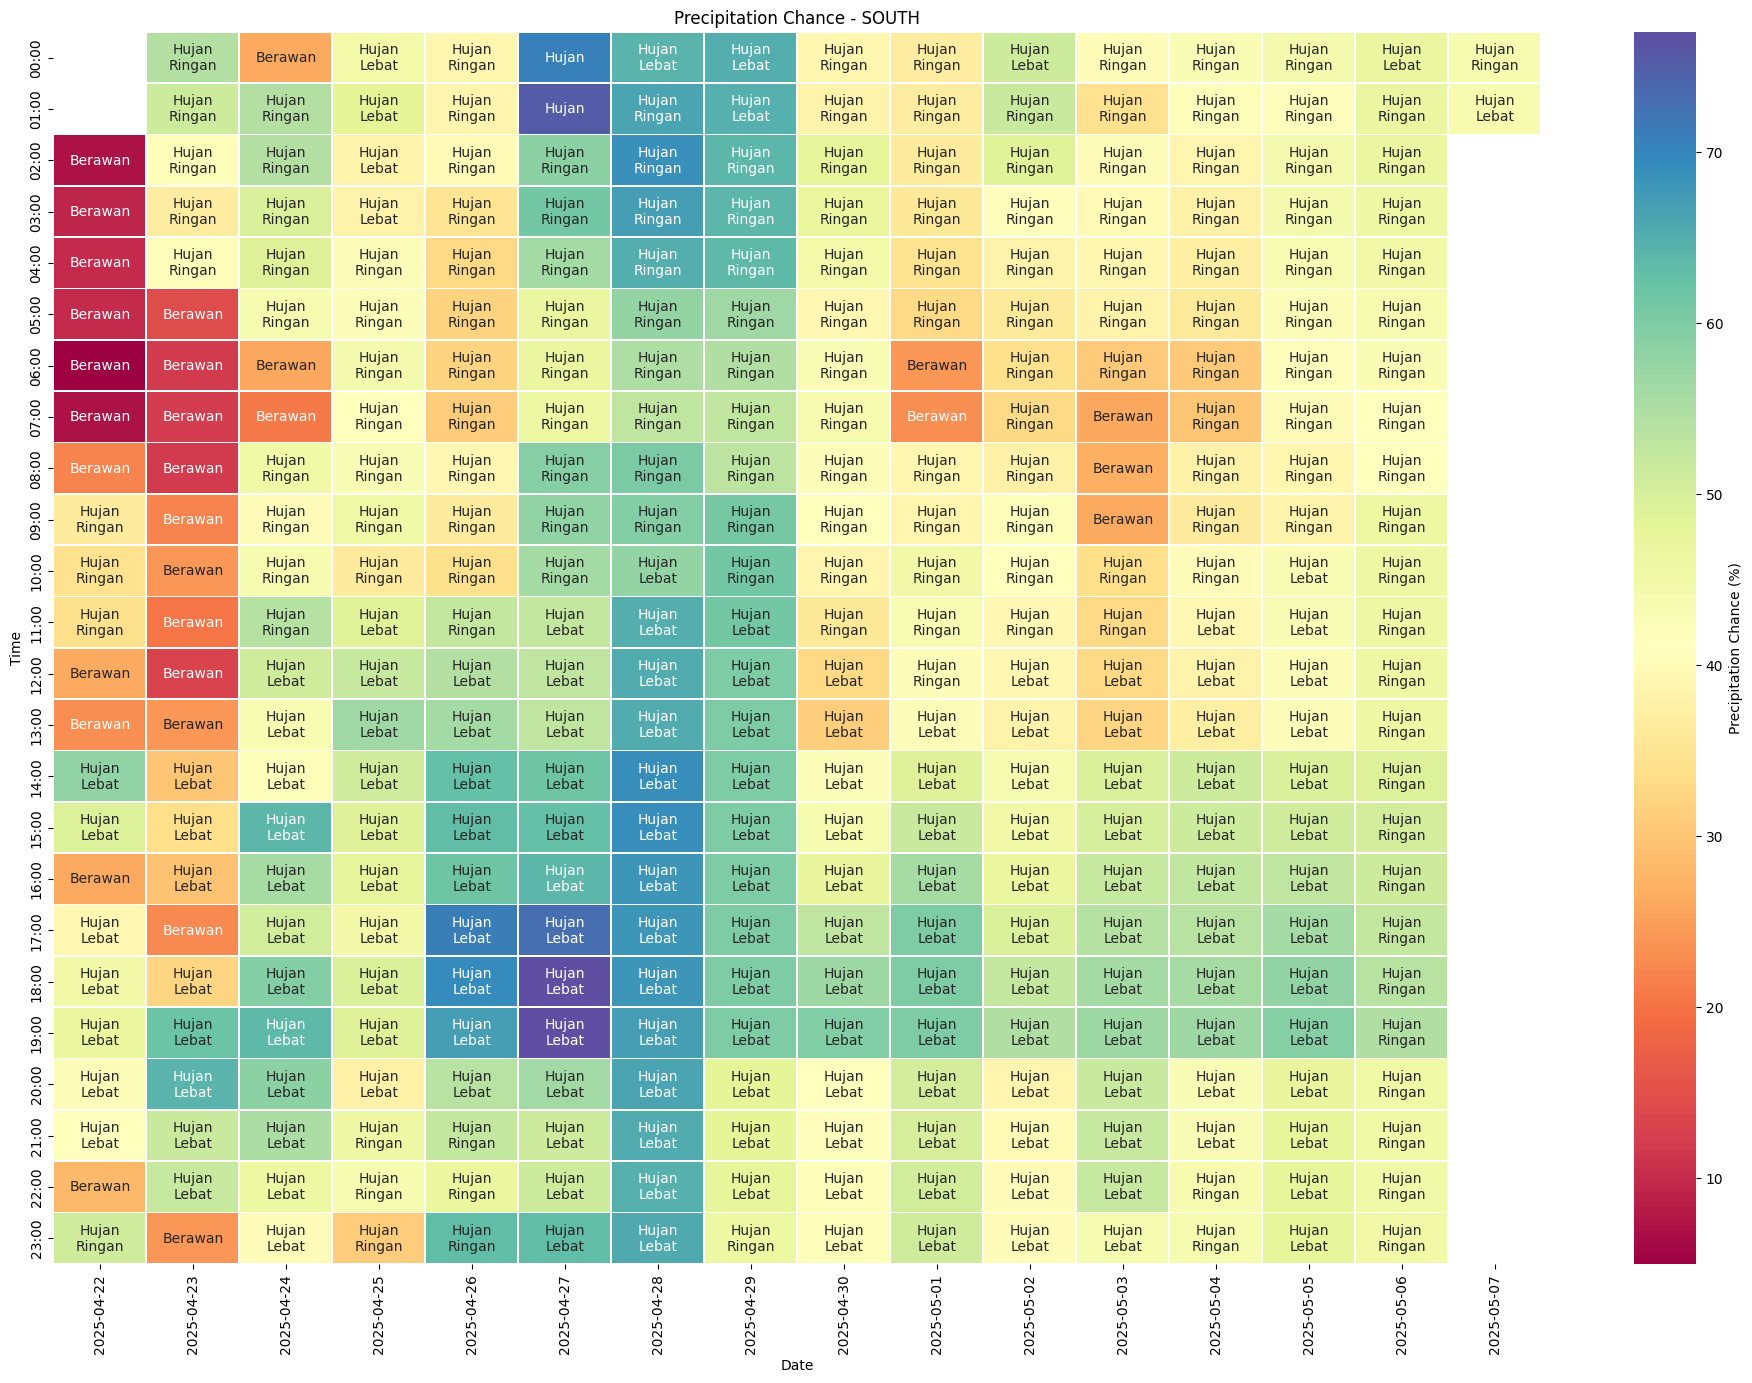 Precipitation Chance - SOUTH
00:00 Hujan Ringan Berawan Hujan Lebat Hujan Ringan Hujan Hujan Lebat Hujan Lebat Hujan Ringan Hujan Ringan Hujan Lebat Hujan Ringan Hujan Ringan Hujan Ringan Hujan Lebat Hujan Ringan
01:00 Hujan Ringan Hujan Ringan Hujan Lebat Hujan Ringan Hujan Hujan Ringan Hujan Lebat Hujan Ringan Hujan Ringan Hujan Ringan Hujan Ringan Hujan Ringan Hujan Ringan Hujan Ringan Hujan Lebat
02:00 Berawan Hujan Ringan Hujan Ringan Hujan Lebat Hujan Ringan Hujan Ringan Hujan Ringan Hujan Ringan Hujan Ringan Hujan Ringan Hujan Ringan Hujan Ringan Hujan Ringan Hujan Ringan Hujan Ringan
03:00 Berawan Hujan Ringan Hujan Ringan Hujan Lebat Hujan Ringan Hujan Ringan Hujan Ringan Hujan Ringan Hujan Ringan Hujan Ringan Hujan Ringan Hujan Ringan Hujan Ringan Hujan Ringan Hujan Ringan
04:00 Berawan Hujan Ringan Hujan Ringan Hujan Ringan Hujan Ringan Hujan Ringan Hujan Ringan Hujan Ringan Hujan Ringan Hujan Ringan Hujan Ringan Hujan Ringan Hujan Ringan Hujan Ringan Hujan Ringan
05:00 Berawan Berawan Hujan Ringan Hujan Ringan Hujan Ringan Hujan Ringan Hujan Ringan Hujan Ringan Hujan Ringan Hujan Ringan Hujan Ringan Hujan Ringan Hujan Ringan Hujan Ringan Hujan Ringan
06:00 Berawan Berawan Berawan Hujan Ringan Hujan Ringan Hujan Ringan Hujan Ringan Hujan Ringan Hujan Ringan Berawan Hujan Ringan Hujan Ringan Hujan Ringan Hujan Ringan Hujan Ringan
07:00 Berawan Berawan Berawan Hujan Ringan Hujan Ringan Hujan Ringan Hujan Ringan Hujan Ringan Hujan Ringan Berawan Hujan Ringan Berawan Hujan Ringan Hujan Ringan Hujan Ringan
08:00 Berawan Berawan Hujan Ringan Hujan Ringan Hujan Ringan Hujan Ringan Hujan Ringan Hujan Ringan Hujan Ringan Hujan Ringan Hujan Ringan Berawan Hujan Ringan Hujan Ringan Hujan Ringan
09:00 Hujan Ringan Berawan Hujan Ringan Hujan Ringan Hujan Ringan Hujan Ringan Hujan Ringan Hujan Ringan Hujan Ringan Hujan Ringan Hujan Ringan Berawan Hujan Ringan Hujan Ringan Hujan Ringan
10:00 Hujan Ringan Berawan Hujan Ringan Hujan Ringan Hujan Ringan Hujan Ringan Hujan Lebat Hujan Ringan Hujan Ringan Hujan Ringan Hujan Ringan Hujan Ringan Hujan Ringan Hujan Lebat Hujan Ringan
11:00 Hujan Ringan Berawan Hujan Ringan Hujan Lebat Hujan Ringan Hujan Lebat Hujan Lebat Hujan Lebat Hujan Ringan Hujan Ringan Hujan Ringan Hujan Ringan Hujan Lebat Hujan Lebat Hujan Ringan
12:00 Berawan Berawan Hujan Lebat Hujan Lebat Hujan Lebat Hujan Lebat Hujan Lebat Hujan Lebat Hujan Lebat Hujan Ringan Hujan Lebat Hujan Lebat Hujan Lebat Hujan Lebat Hujan Ringan
13:00 Berawan Berawan Hujan Lebat Hujan Lebat Hujan Lebat Hujan Lebat Hujan Lebat Hujan Lebat Hujan Lebat Hujan Lebat Hujan Lebat Hujan Lebat Hujan Lebat Hujan Lebat Hujan Ringan
14:00 Hujan Lebat Hujan Lebat Hujan Lebat Hujan Lebat Hujan Lebat Hujan Lebat Hujan Lebat Hujan Lebat Hujan Lebat Hujan Lebat Hujan Lebat Hujan Lebat Hujan Lebat Hujan Lebat Hujan Ringan
15:00 Hujan Lebat Hujan Lebat Hujan Lebat Hujan Lebat Hujan Lebat Hujan Lebat Hujan Lebat Hujan Lebat Hujan Lebat Hujan Lebat Hujan Lebat Hujan Lebat Hujan Lebat Hujan Lebat Hujan Ringan
16:00 Berawan Hujan Lebat Hujan Lebat Hujan Lebat Hujan Lebat Hujan Lebat Hujan Lebat Hujan Lebat Hujan Lebat Hujan Lebat Hujan Lebat Hujan Lebat Hujan Lebat Hujan Lebat Hujan Ringan
17:00 Hujan Lebat Berawan Hujan Lebat Hujan Lebat Hujan Lebat Hujan Lebat Hujan Lebat Hujan Lebat Hujan Lebat Hujan Lebat Hujan Lebat Hujan Lebat Hujan Lebat Hujan Lebat Hujan Ringan
18:00 Hujan Lebat Hujan Lebat Hujan Lebat Hujan Lebat Hujan Lebat Hujan Lebat Hujan Lebat Hujan Lebat Hujan Lebat Hujan Lebat Hujan Lebat Hujan Lebat Hujan Lebat Hujan Lebat Hujan Ringan
19:00 Hujan Lebat Hujan Lebat Hujan Lebat Hujan Lebat Hujan Lebat Hujan Lebat Hujan Lebat Hujan Lebat Hujan Lebat Hujan Lebat Hujan Lebat Hujan Lebat Hujan Lebat Hujan Lebat Hujan Ringan
20:00 Hujan Lebat Hujan Lebat Hujan Lebat Hujan Lebat Hujan Lebat Hujan Lebat Hujan Lebat Hujan Lebat Hujan Lebat Hujan Lebat Hujan Lebat Hujan Lebat Hujan Lebat Hujan Lebat Hujan Ringan
21:00 Hujan Lebat Hujan Lebat Hujan Lebat Hujan Ringan Hujan Ringan Hujan Lebat Hujan Lebat Hujan Lebat Hujan Lebat Hujan Lebat Hujan Lebat Hujan Lebat Hujan Lebat Hujan Lebat Hujan Ringan
22:00 Berawan Hujan Lebat Hujan Lebat Hujan Ringan Hujan Ringan Hujan Lebat Hujan Lebat Hujan Lebat Hujan Lebat Hujan Lebat Hujan Lebat Hujan Lebat Hujan Ringan Hujan Lebat Hujan Ringan
23:00 Hujan Ringan Berawan Hujan Lebat Hujan Ringan Hujan Ringan Hujan Lebat Hujan Lebat Hujan Ringan Hujan Lebat Hujan Lebat Hujan Lebat Hujan Lebat Hujan Lebat Hujan Lebat Hujan Ringan
Time
2025-04-22 2025-04-23 2025-04-24 2025-04-25 2025-04-26 2025-04-27 2025-04-28 2025-04-29 2025-04-30 2025-05-01 2025-05-02 2025-05-03 2025-05-04 2025-05-05 2025-05-06 2025-05-07
Date
70
60
50
40
30
20
10
Precipitation Chance (%)